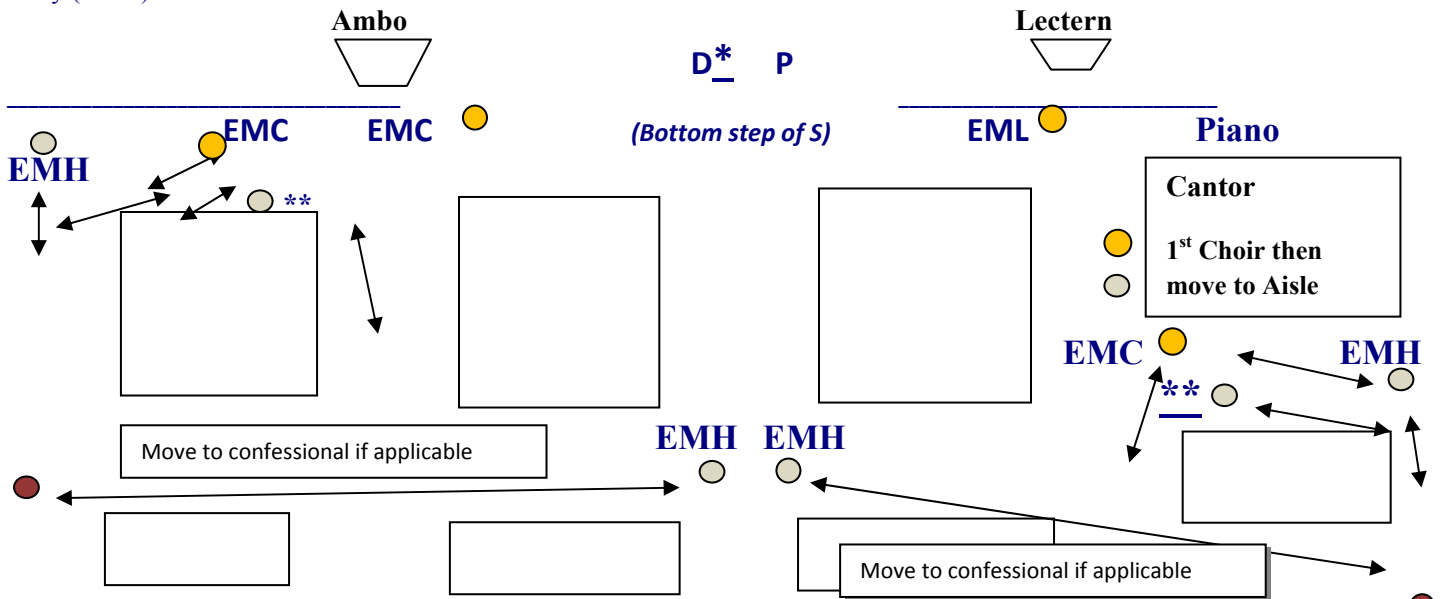 Ambo
Lectern
D* P
EMC EMC (Bottom step of S) EML Piano
EMH
**
Cantor
1st Choir then
move to Aisle
EMC EMH
**
EMH EMH
Move to confessional if applicable
Move to confessional if applicable